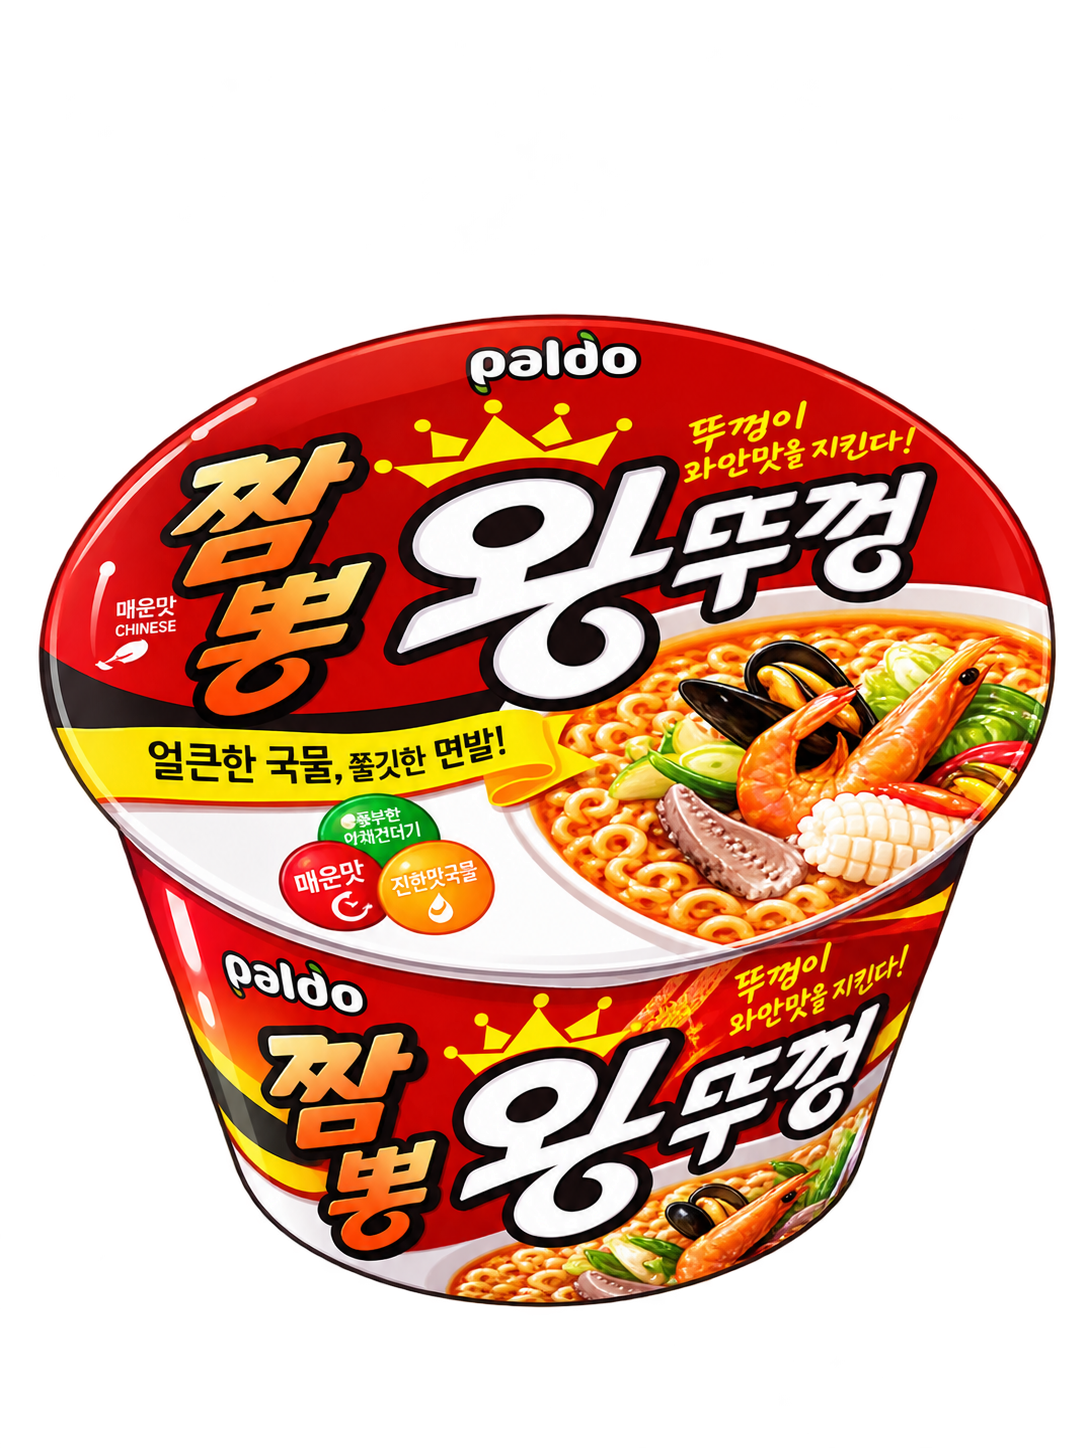 paldo
뚜껑이
와안맛을 지킨다!
짬
뽕
왕뚜껑
매운맛
CHINESE
얼큰한 국물, 쫄깃한 면발!
풍부한
야채건더기
매운맛
진한맛국물
paldo
뚜껑이
와안맛을 지킨다!
짬
뽕
왕뚜껑